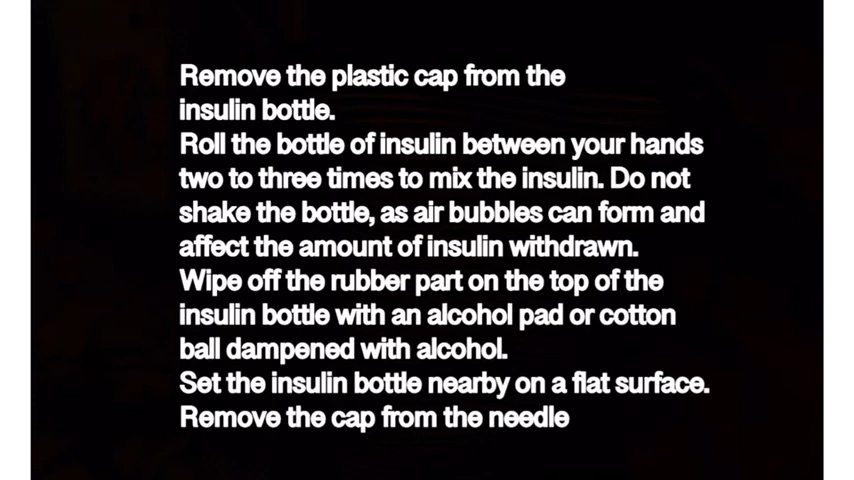 Remove the plastic cap from the
insulin bottle.
Roll the bottle of insulin between your hands
two to three times to mix the insulin. Do not
shake the bottle, as air bubbles can form and
affect the amount of insulin withdrawn.
Wipe off the rubber part on the top of the
insulin bottle with an alcohol pad or cotton
ball dampened with alcohol.
Set the insulin bottle nearby on a flat surface.
Remove the cap from the needle